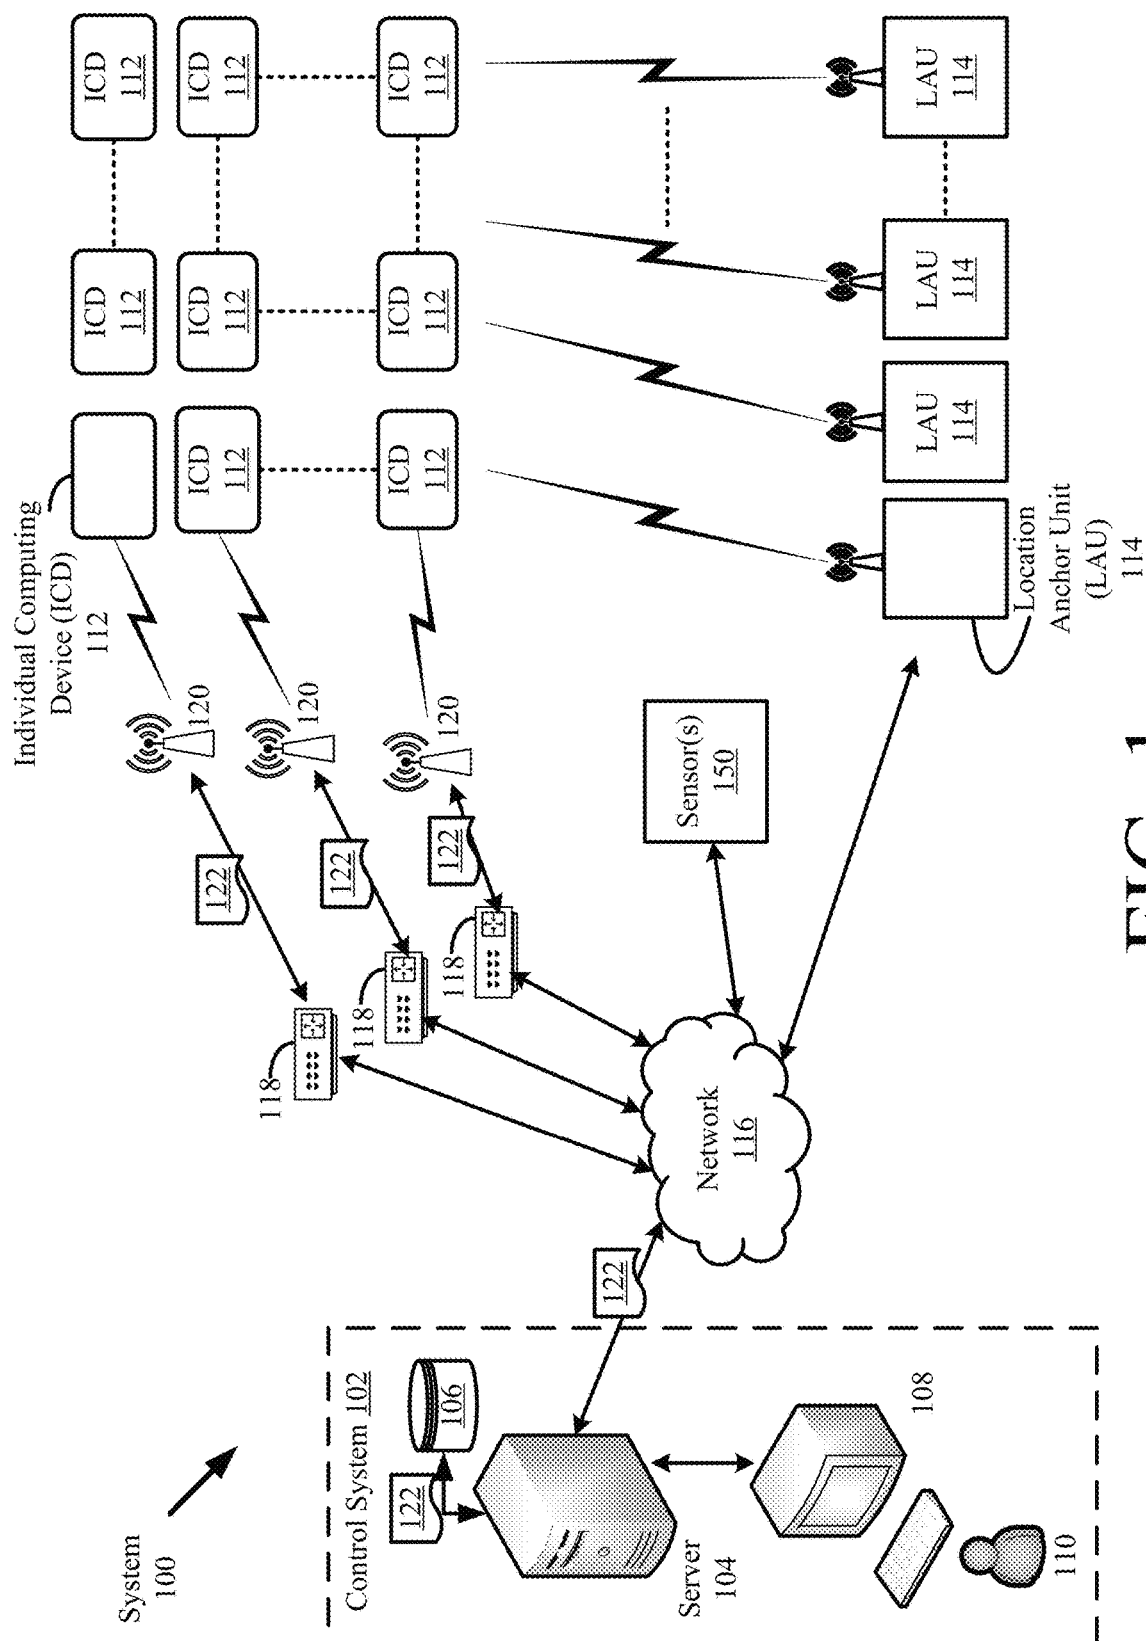 System
100
Control System 102
122
106
Server
104
108
110
122
Network
116
118
118
118
122
122
122
120
120
120
Sensor(s)
150
Individual Computing
Device (ICD)
112
ICD
112
ICD
112
ICD
112
ICD
112
ICD
112
ICD
112
ICD
112
ICD
112
Location
Anchor Unit
(LAU)
114
LAU
114
LAU
114
LAU
114